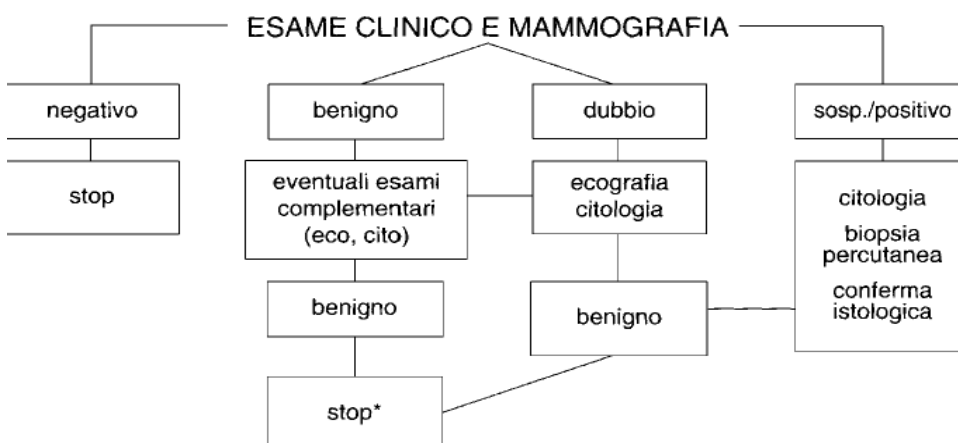 ESAME CLINICO E MAMMOGRAFIA
negativo
benigno
dubbio
sosp./positivo
stop
eventuali esami
complementari
(eco, cito)
ecografia
citologia
citologia
biopsia
percutanea
conferma
istologica
benigno
benigno
stop*